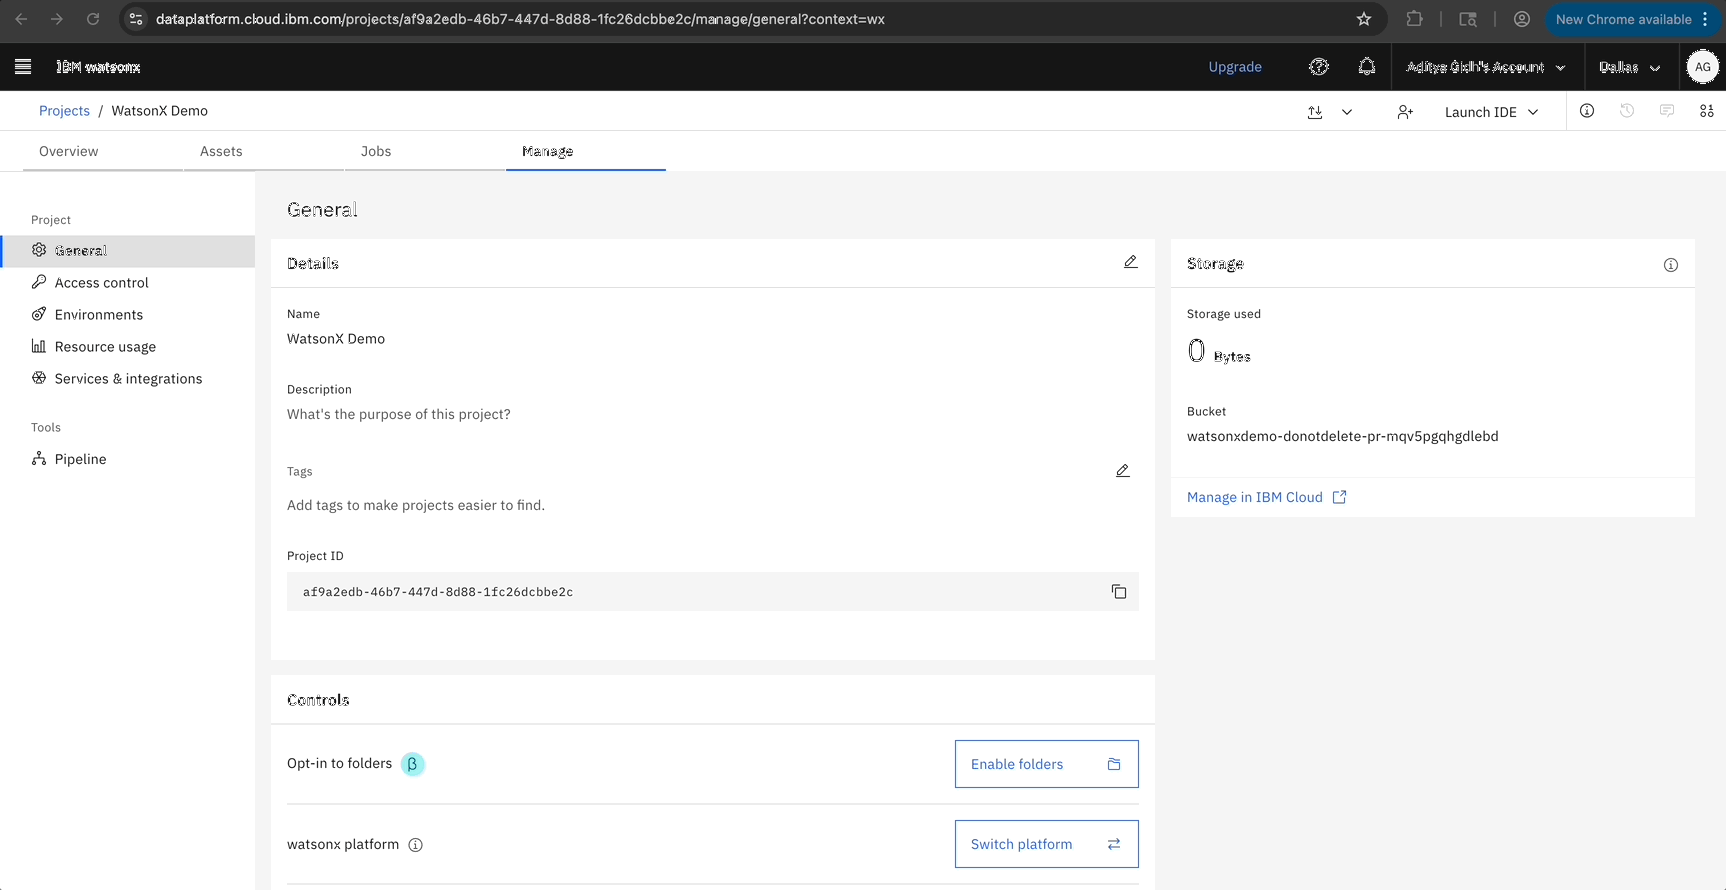 dataplatform.cloud.ibm.com/projects/af9a2edb-46b7-447d-8d88-1fc26dcbbe2c/manage/general?context=wx
New Chrome available
IBM watsonx
Upgrade
Aditya Gidh's Account
Dallas
AG
Projects / WatsonX Demo
Launch IDE
Overview
Assets
Jobs
Manage
Project
General
Access control
Environments
Resource usage
Services & integrations
Tools
Pipeline
General
Details
Name
WatsonX Demo
Description
What's the purpose of this project?
Tags
Add tags to make projects easier to find.
Project ID
af9a2edb-46b7-447d-8d88-1fc26dcbbe2c
Controls
Opt-in to folders β
Enable folders
watsonx platform
Switch platform
Storage
Storage used
0 Bytes
Bucket
watsonxdemo-donotdelete-pr-mqv5pgqhgdlebd
Manage in IBM Cloud